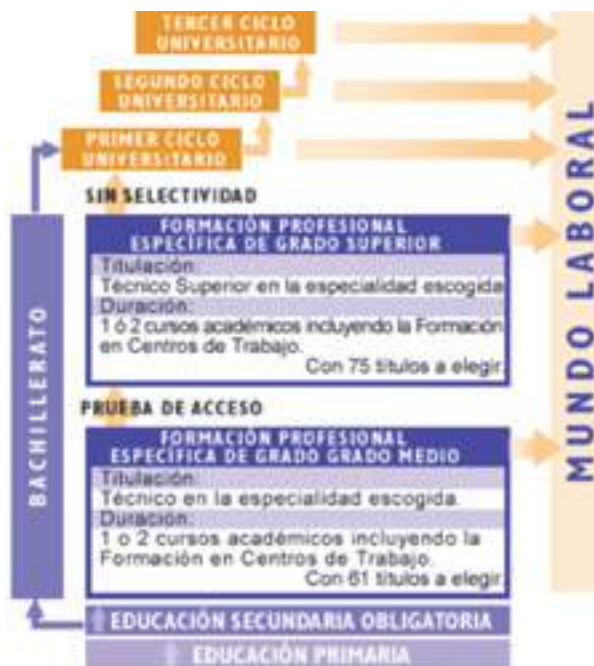 TERCER CICLO
UNIVERSITARIO
SEGUNDO CICLO
UNIVERSITARIO
PRIMER CICLO
UNIVERSITARIO
SIN SELECTIVIDAD
FORMACIÓN PROFESIONAL
ESPECÍFICA DE GRADO SUPERIOR
Titulación:
Técnico Superior en la especialidad escogida
Duración:
1 ó 2 cursos académicos incluyendo la Formación
en Centros de Trabajo.
Con 75 títulos a elegir.
PRUEBA DE ACCESO
FORMACIÓN PROFESIONAL
ESPECÍFICA DE GRADO GRADO MEDIO
Titulación:
Técnico en la especialidad escogida.
Duración:
1 o 2 cursos académicos incluyendo la
Formación en Centros de Trabajo.
Con 61 títulos a elegir.
EDUCACIÓN SECUNDARIA OBLIGATORIA
EDUCACIÓN PRIMARIA
BACHILLERATO
MUNDO LABORAL